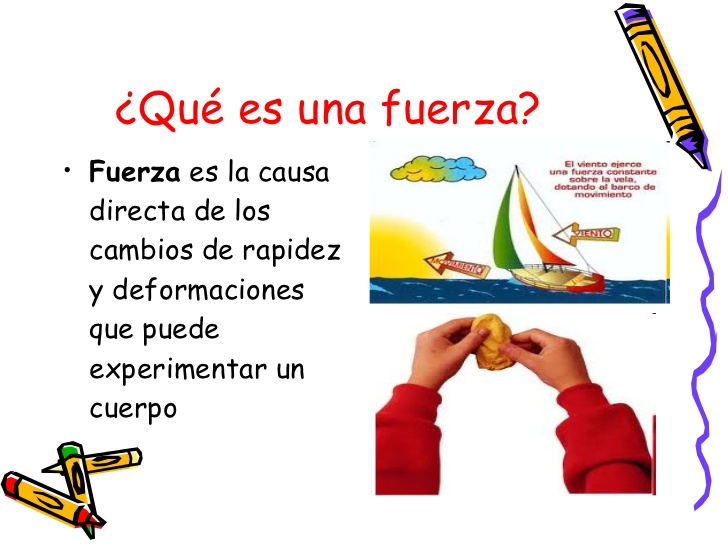 ¿Qué es una fuerza?
• Fuerza es la causa
directa de los
cambios de rapidez
y deformaciones
que puede
experimentar un
cuerpo
El viento ejerce
una fuerza constante
sobre la vela,
dotando al barco de
movimiento
VIENTO
MOVIMIENTO